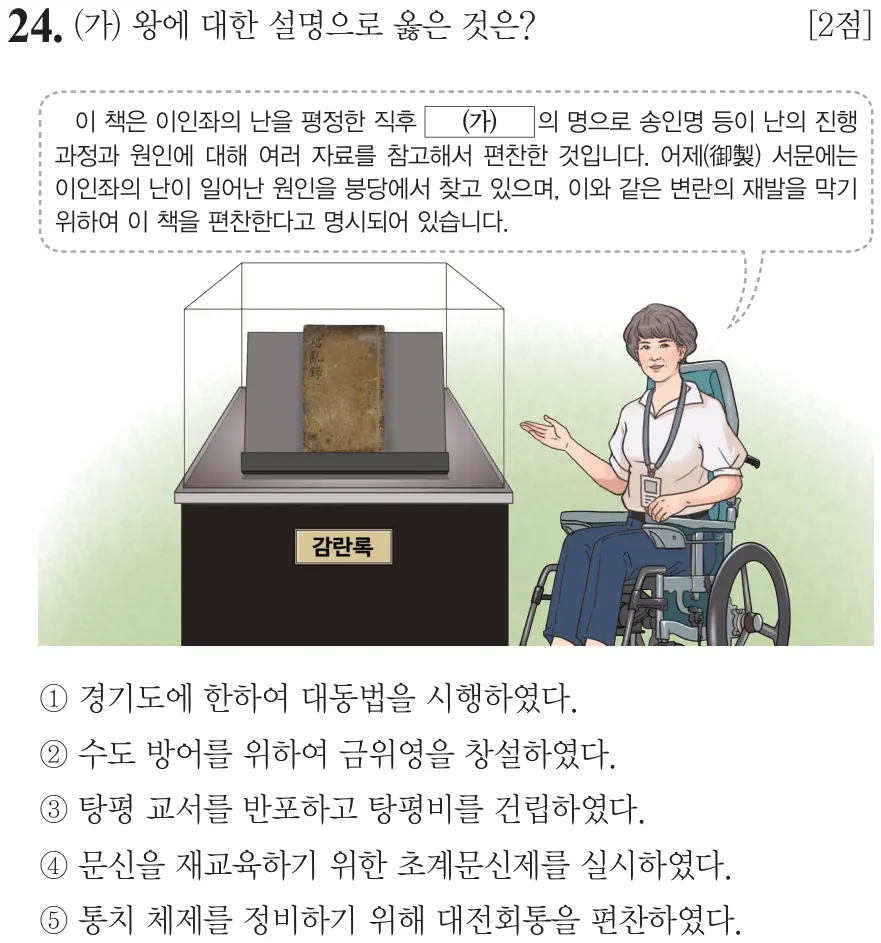 24. (가) 왕에 대한 설명으로 옳은 것은? [2점]
이 책은 이인좌의 난을 평정한 직후 (가) 의 명으로 송인명 등이 난의 진행
과정과 원인에 대해 여러 자료를 참고해서 편찬한 것입니다. 어제(御製) 서문에는
이인좌의 난이 일어난 원인을 붕당에서 찾고 있으며, 이와 같은 변란의 재발을 막기
위하여 이 책을 편찬한다고 명시되어 있습니다.
감란록
① 경기도에 한하여 대동법을 시행하였다.
② 수도 방어를 위하여 금위영을 창설하였다.
③ 탕평 교서를 반포하고 탕평비를 건립하였다.
④ 문신을 재교육하기 위한 초계문신제를 실시하였다.
⑤ 통치 체제를 정비하기 위해 대전회통을 편찬하였다.